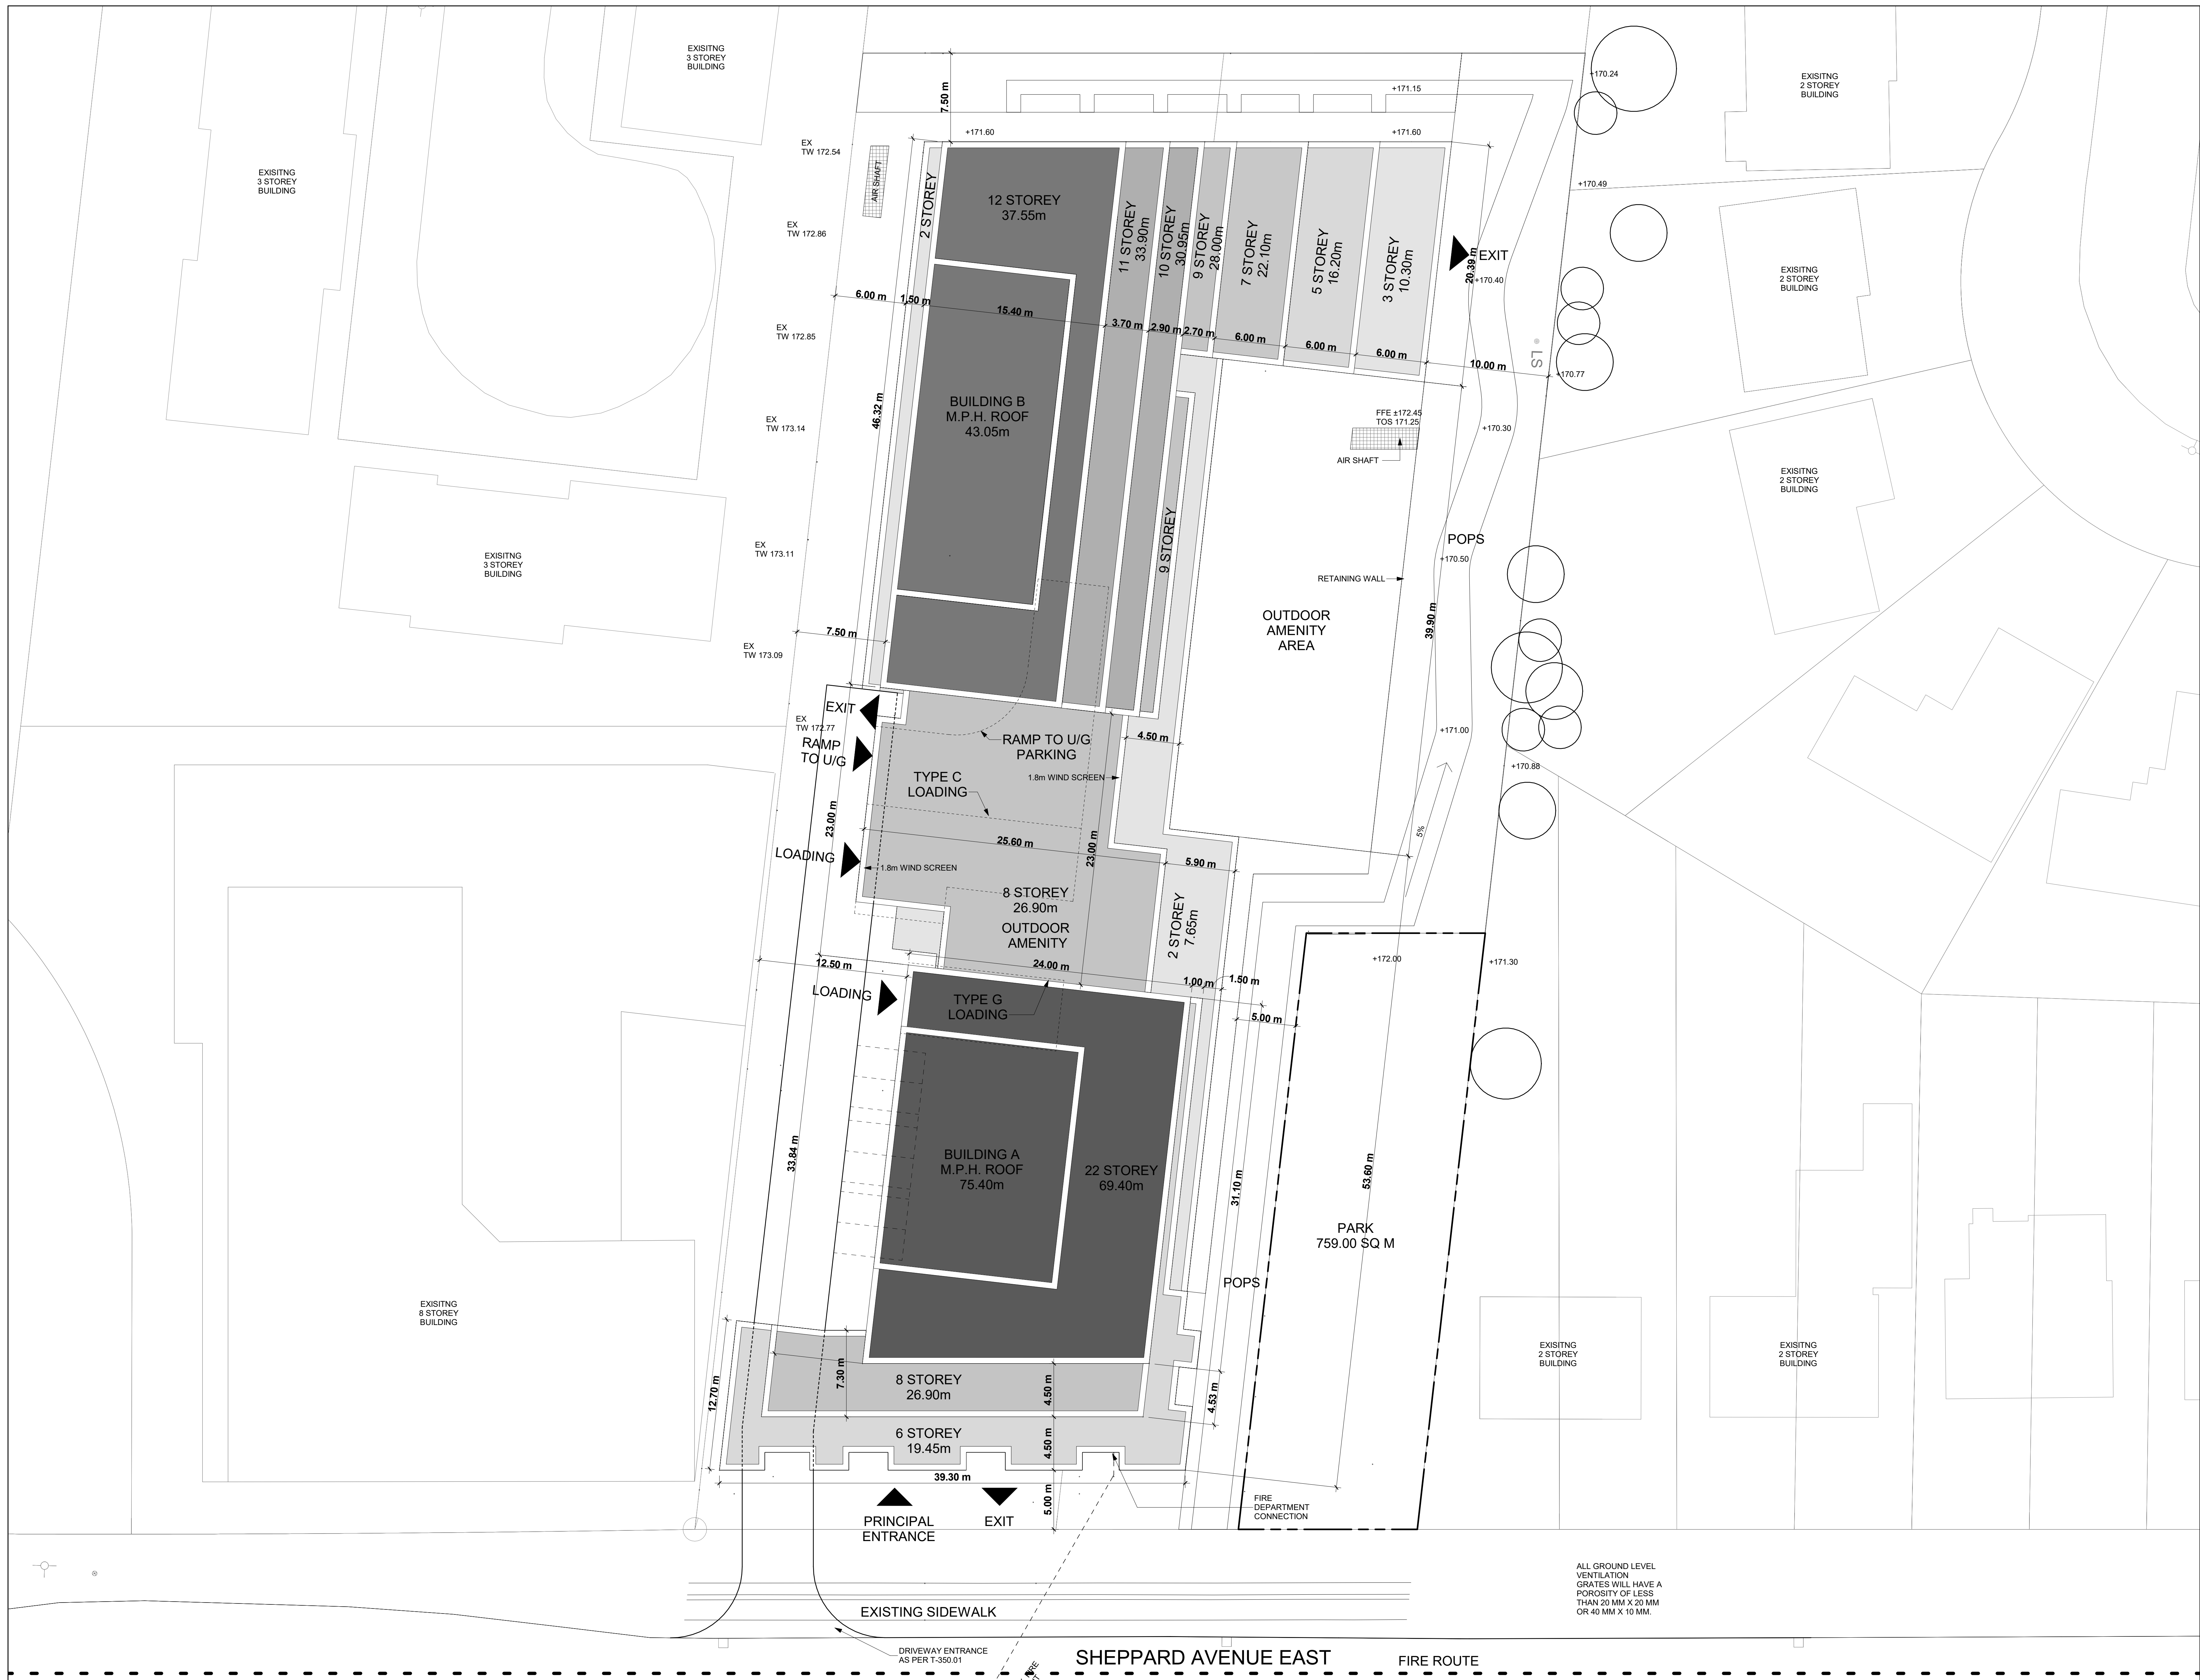 EXISITNG
3 STOREY
BUILDING
+170.24
EXISITNG
2 STOREY
BUILDING
7.50 m
+171.15
+171.60
+171.60
EX
TW 172.54
AIR SHAFT
EXISITNG
3 STOREY
BUILDING
2 STOREY
12 STOREY
37.55m
11 STOREY
33.90m
10 STOREY
30.95m
9 STOREY
28.00m
7 STOREY
22.10m
5 STOREY
16.20m
3 STOREY
10.30m
+170.49
EX
TW 172.86
20.39 m
EXIT
+170.40
EXISITNG
2 STOREY
BUILDING
6.00 m
1.50 m
15.40 m
3.70 m
2.90 m
2.70 m
6.00 m
6.00 m
6.00 m
10.00 m
EX
TW 172.85
LS
+170.77
46.32 m
BUILDING B
M.P.H. ROOF
43.05m
FFE ±172.45
TOS 171.25
+170.30
EX
TW 173.14
AIR SHAFT
EXISITNG
2 STOREY
BUILDING
9 STOREY
EX
TW 173.11
POPS
+170.50
EXISITNG
3 STOREY
BUILDING
RETAINING WALL
OUTDOOR
AMENITY
AREA
39.90 m
7.50 m
EX
TW 173.09
EXIT
EX
TW 172.77
RAMP
TO U/G
RAMP TO U/G
PARKING
4.50 m
+171.00
1.8m WIND SCREEN
+170.88
TYPE C
LOADING
23.00 m
25.60 m
23.00 m
5%
LOADING
1.8m WIND SCREEN
5.90 m
8 STOREY
26.90m
OUTDOOR
AMENITY
2 STOREY
7.65m
12.50 m
24.00 m
1.00 m
1.50 m
+172.00
+171.30
LOADING
TYPE G
LOADING
5.00 m
33.84 m
BUILDING A
M.P.H. ROOF
75.40m
22 STOREY
69.40m
31.10 m
53.60 m
PARK
759.00 SQ M
POPS
EXISITNG
8 STOREY
BUILDING
EXISITNG
2 STOREY
BUILDING
EXISITNG
2 STOREY
BUILDING
12.70 m
7.30 m
8 STOREY
26.90m
4.50 m
4.53 m
6 STOREY
19.45m
4.50 m
39.30 m
5.00 m
PRINCIPAL
ENTRANCE
EXIT
FIRE
DEPARTMENT
CONNECTION
ALL GROUND LEVEL
VENTILATION
GRATES WILL HAVE A
POROSITY OF LESS
THAN 20 MM X 20 MM
OR 40 MM X 10 MM.
EXISTING SIDEWALK
DRIVEWAY ENTRANCE
AS PER T-350.01
SHEPPARD AVENUE EAST
FIRE ROUTE